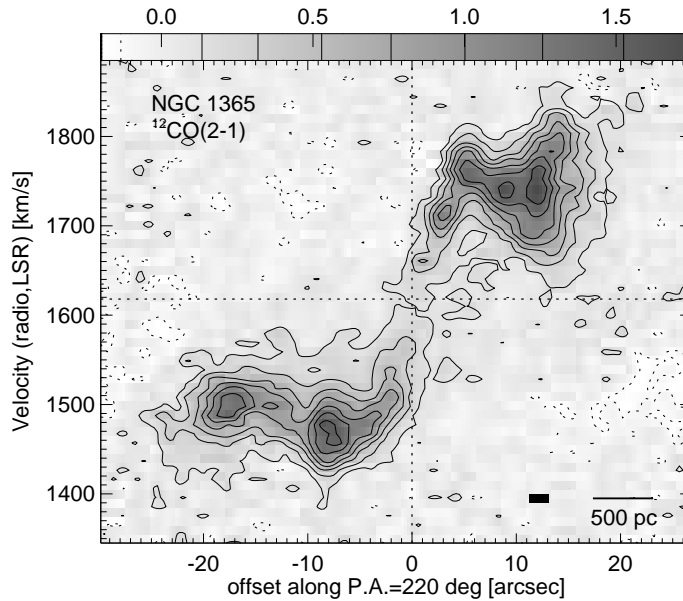 0.0 0.5 1.0 1.5
NGC 1365
¹²CO(2-1)
1800
1700
1600
1500
1400
Velocity (radio,LSR) [km/s]
500 pc
-20 -10 0 10 20
offset along P.A.=220 deg [arcsec]